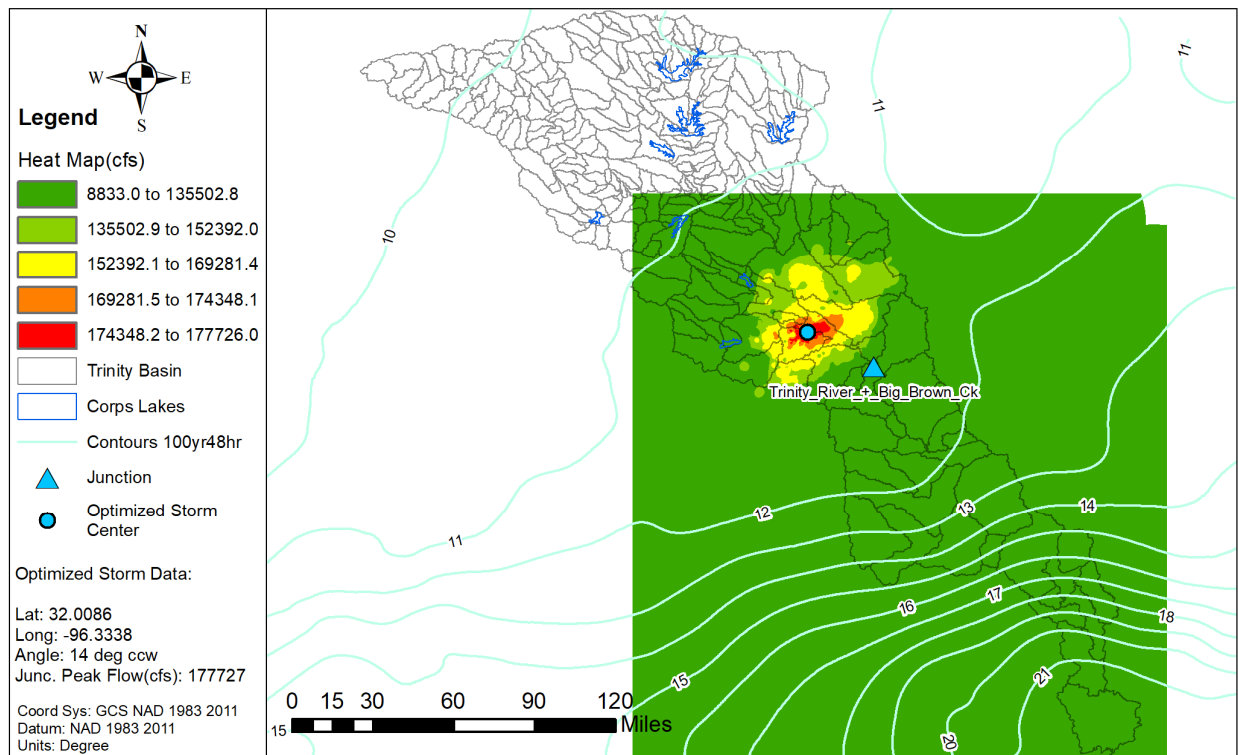 N
W E
S
Legend
Heat Map(cfs)
8833.0 to 135502.8
135502.9 to 152392.0
152392.1 to 169281.4
169281.5 to 174348.1
174348.2 to 177726.0
Trinity Basin
Corps Lakes
Contours 100yr48hr
Junction
Optimized Storm
Center
Optimized Storm Data:
Lat: 32.0086
Long: -96.3338
Angle: 14 deg ccw
Junc. Peak Flow(cfs): 177727
Coord Sys: GCS NAD 1983 2011
Datum: NAD 1983 2011
Units: Degree
11
11
10
Trinity_River_+_Big_Brown_Ck
12
13
14
11
16
17
18
15
21
20
15
0 15 30 60 90 120
Miles